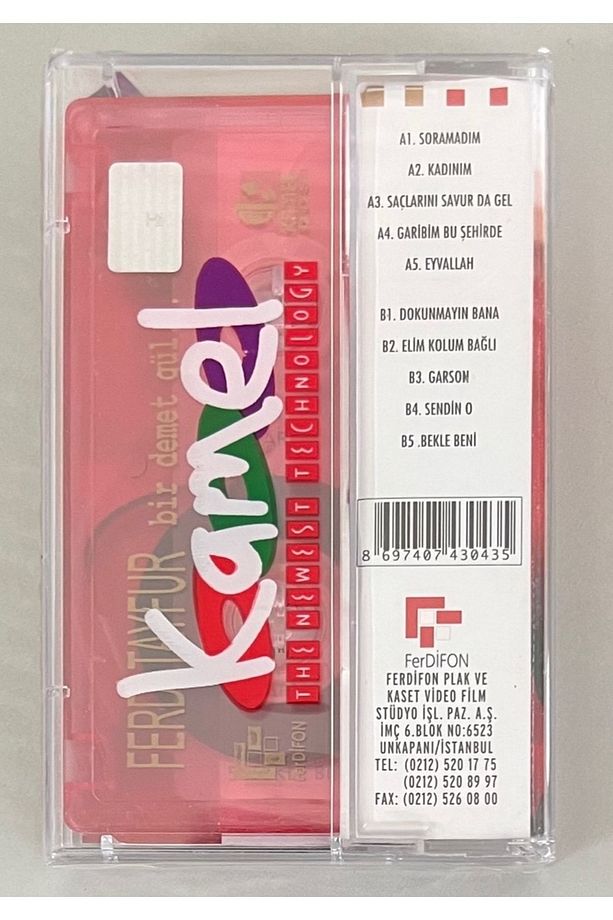 A1. SORAMADIM
A2. KADINIM
A3. SAÇLARINI SAVUR DA GEL
A4. GARİBİM BU ŞEHİRDE
A5. EYVALLAH
B1. DOKUNMAYIN BANA
B2. ELİM KOLUM BAĞLI
B3. GARSON
B4. SENDİN O
B5 .BEKLE BENİ
8 697407 430435
FerDİFON
FERDİFON PLAK VE
KASET VİDEO FİLM
STÜDYO İŞL. PAZ. A.Ş.
İMÇ 6.BLOK NO:6523
UNKAPANI/İSTANBUL
TEL: (0212) 520 17 75
(0212) 520 89 97
FAX: (0212) 526 08 00
Kamel
THE NEWEST TECHNOLOGY
FERDİ TAYFUR bir demet gül
FerDİFON